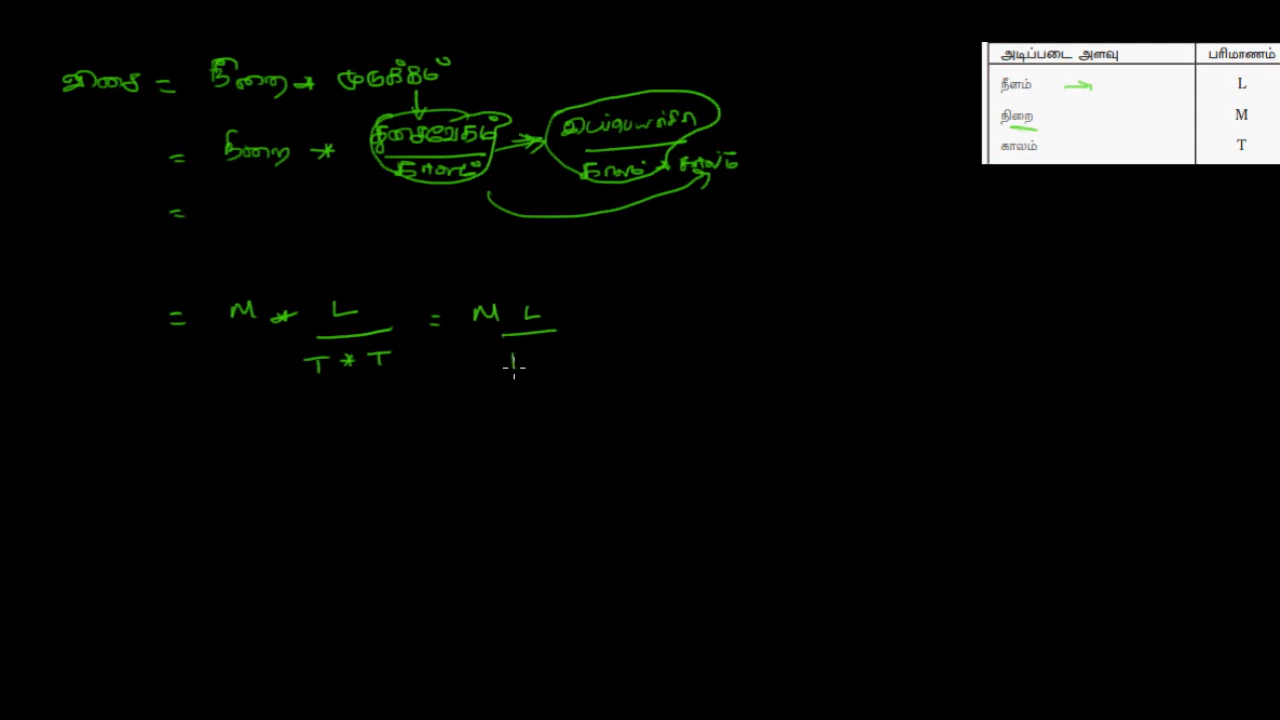 விசை = நிறை * முடுக்கம்
= நிறை * திசைவேகம் / காலம் → இடப்பெயர்ச்சி / காலம் * காலம்
=
= M * L / T * T = M L
அடிப்படை அளவு பரிமாணம்
நீளம் → L
நிறை M
காலம் T